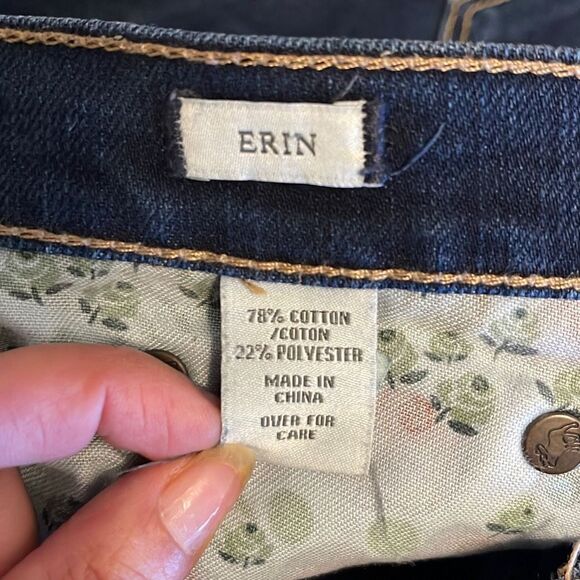 ERIN
78% COTTON
/COTON
22% POLYESTER
MADE IN
CHINA
OVER FOR
CARE